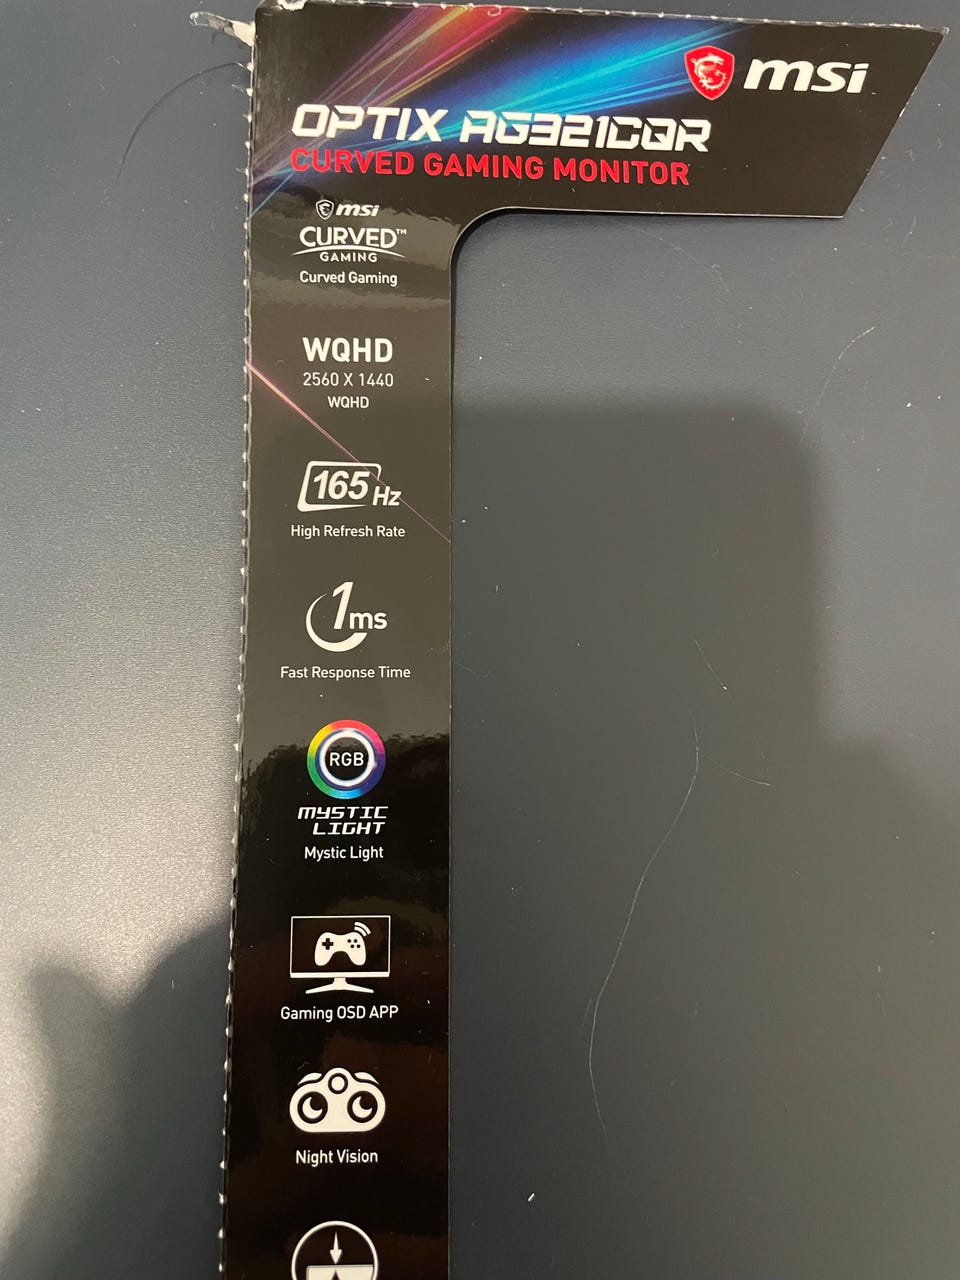 msi
OPTIX AG321CQR
CURVED GAMING MONITOR
msi
CURVED™
GAMING
Curved Gaming
WQHD
2560 X 1440
WQHD
165 Hz
High Refresh Rate
1ms
Fast Response Time
RGB
MYSTIC
LIGHT
Mystic Light
Gaming OSD APP
Night Vision